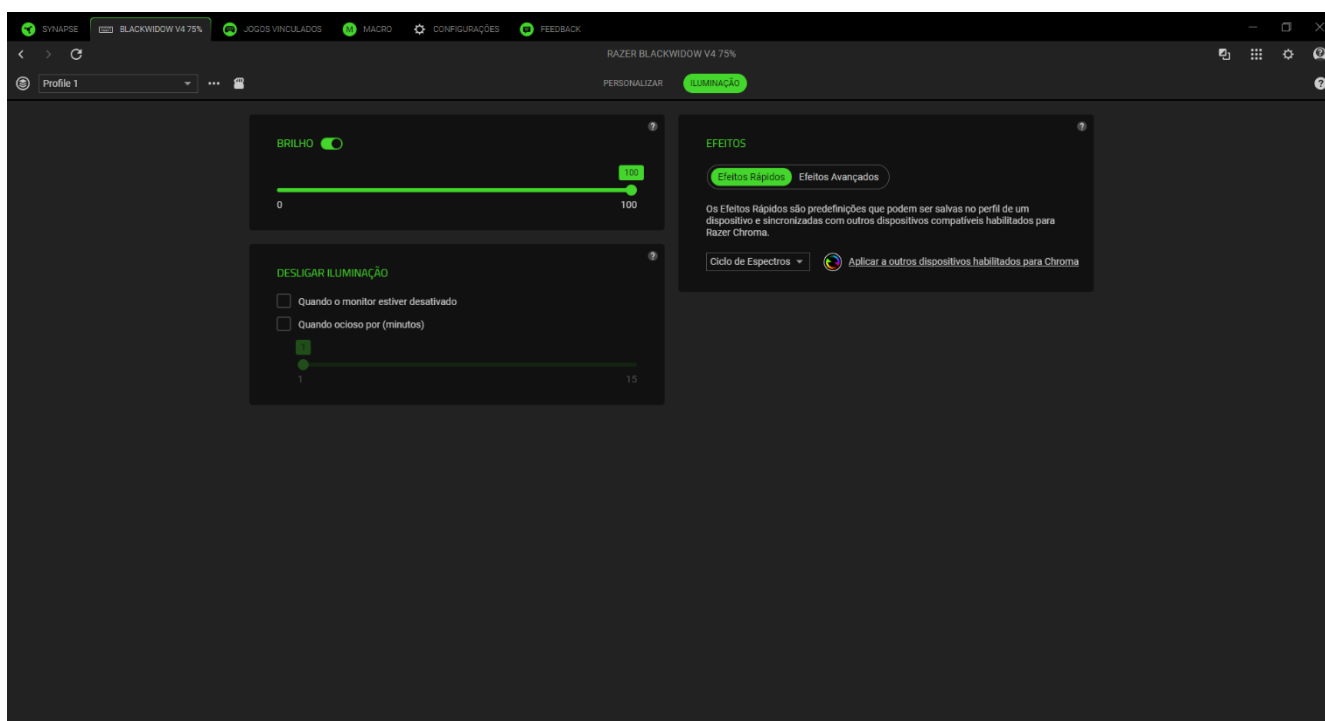 SYNAPSE
BLACKWIDOW V4 75%
JOGOS VINCULADOS
M
MACRO
CONFIGURAÇÕES
FEEDBACK
RAZER BLACKWIDOW V4 75%
Profile 1
PERSONALIZAR
ILUMINAÇÃO
BRILHO
100
0
100
DESLIGAR ILUMINAÇÃO
Quando o monitor estiver desativado
Quando ocioso por (minutos)
1
1
15
EFEITOS
Efeitos Rápidos
Efeitos Avançados
Os Efeitos Rápidos são predefinições que podem ser salvas no perfil de um
dispositivo e sincronizadas com outros dispositivos compatíveis habilitados para
Razer Chroma.
Ciclo de Espectros
Aplicar a outros dispositivos habilitados para Chroma